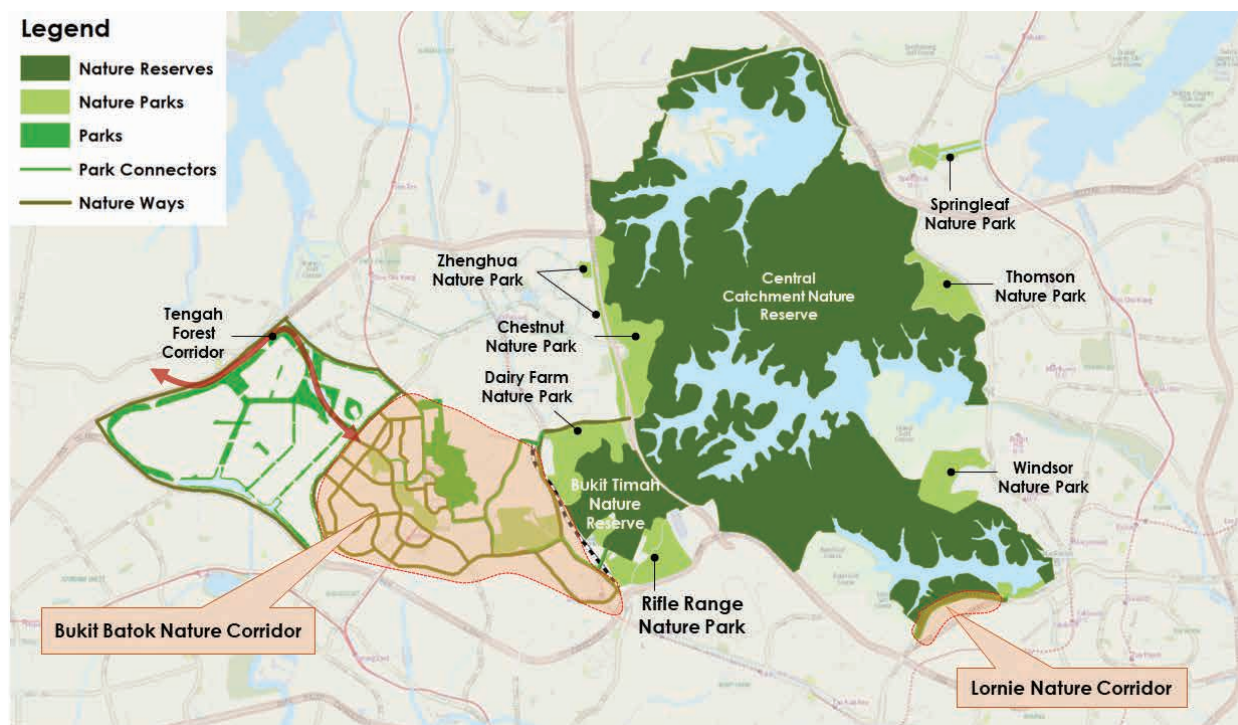 Legend
Nature Reserves
Nature Parks
Parks
Park Connectors
Nature Ways
Springleaf
Nature Park
Zhenghua
Nature Park
Central
Catchment Nature
Reserve
Thomson
Nature Park
Tengah
Forest
Corridor
Chestnut
Nature Park
Dairy Farm
Nature Park
Windsor
Nature Park
Bukit Timah
Nature
Reserve
Rifle Range
Nature Park
Bukit Batok Nature Corridor
Lornie Nature Corridor